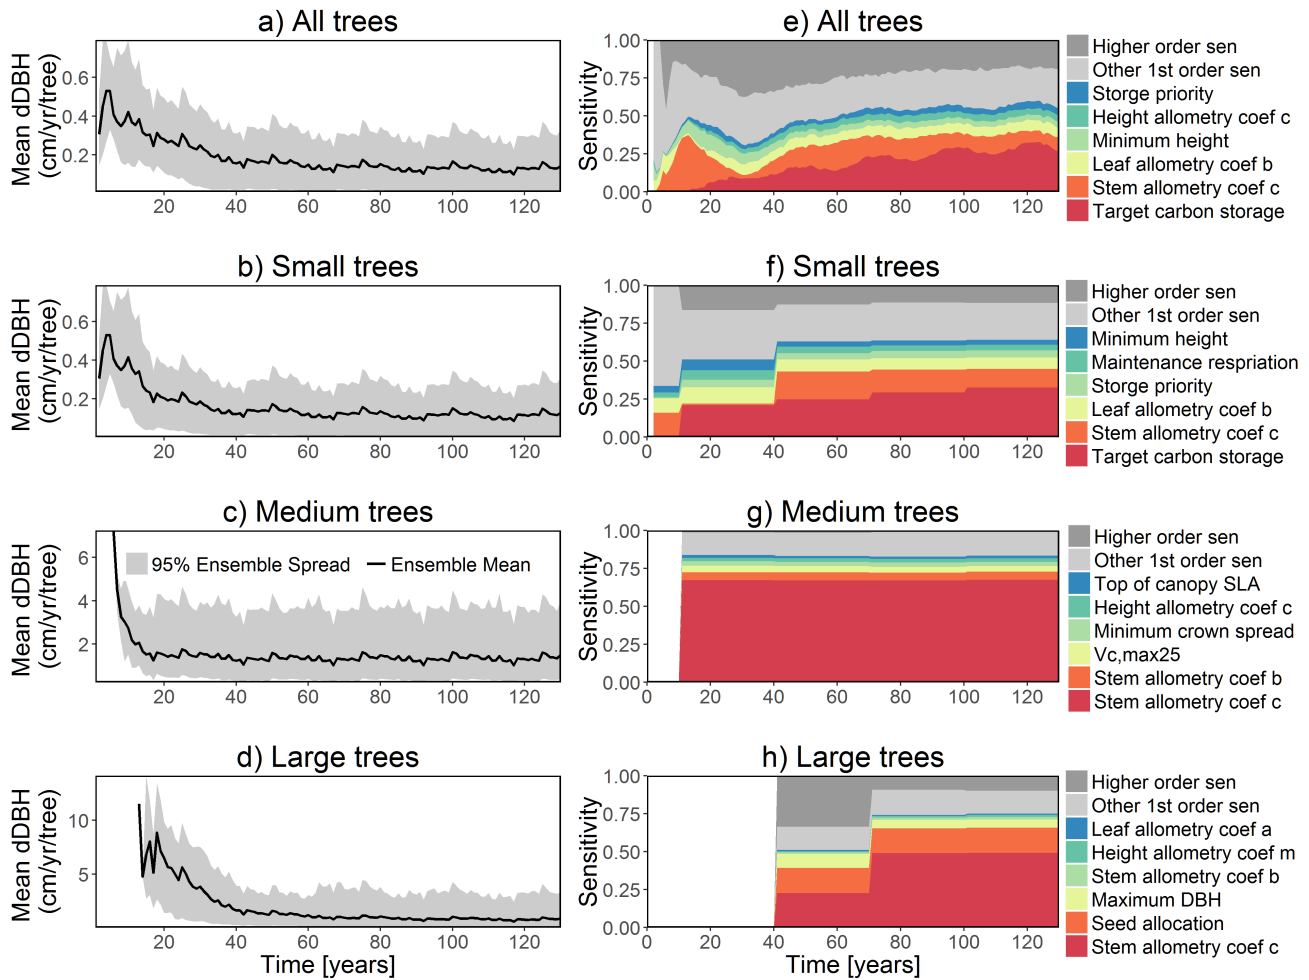 a) All trees
Mean dDBH
(cm/yr/tree)
0.6
0.4
0.2
20 40 60 80 100 120
e) All trees
Sensitivity
1.00
0.75
0.50
0.25
0.00
0 20 40 60 80 100 120
Higher order sen
Other 1st order sen
Storge priority
Height allometry coef c
Minimum height
Leaf allometry coef b
Stem allometry coef c
Target carbon storage
b) Small trees
Mean dDBH
(cm/yr/tree)
0.6
0.4
0.2
20 40 60 80 100 120
f) Small trees
Sensitivity
1.00
0.75
0.50
0.25
0.00
0 20 40 60 80 100 120
Higher order sen
Other 1st order sen
Minimum height
Maintenance respriation
Storge priority
Leaf allometry coef b
Stem allometry coef c
Target carbon storage
c) Medium trees
Mean dDBH
(cm/yr/tree)
6
4
2
95% Ensemble Spread
Ensemble Mean
20 40 60 80 100 120
g) Medium trees
Sensitivity
1.00
0.75
0.50
0.25
0.00
0 20 40 60 80 100 120
Higher order sen
Other 1st order sen
Top of canopy SLA
Height allometry coef c
Minimum crown spread
Vc,max25
Stem allometry coef b
Stem allometry coef c
d) Large trees
Mean dDBH
(cm/yr/tree)
10
5
20 40 60 80 100 120
Time [years]
h) Large trees
Sensitivity
1.00
0.75
0.50
0.25
0.00
0 20 40 60 80 100 120
Time [years]
Higher order sen
Other 1st order sen
Leaf allometry coef a
Height allometry coef m
Stem allometry coef b
Maximum DBH
Seed allocation
Stem allometry coef c